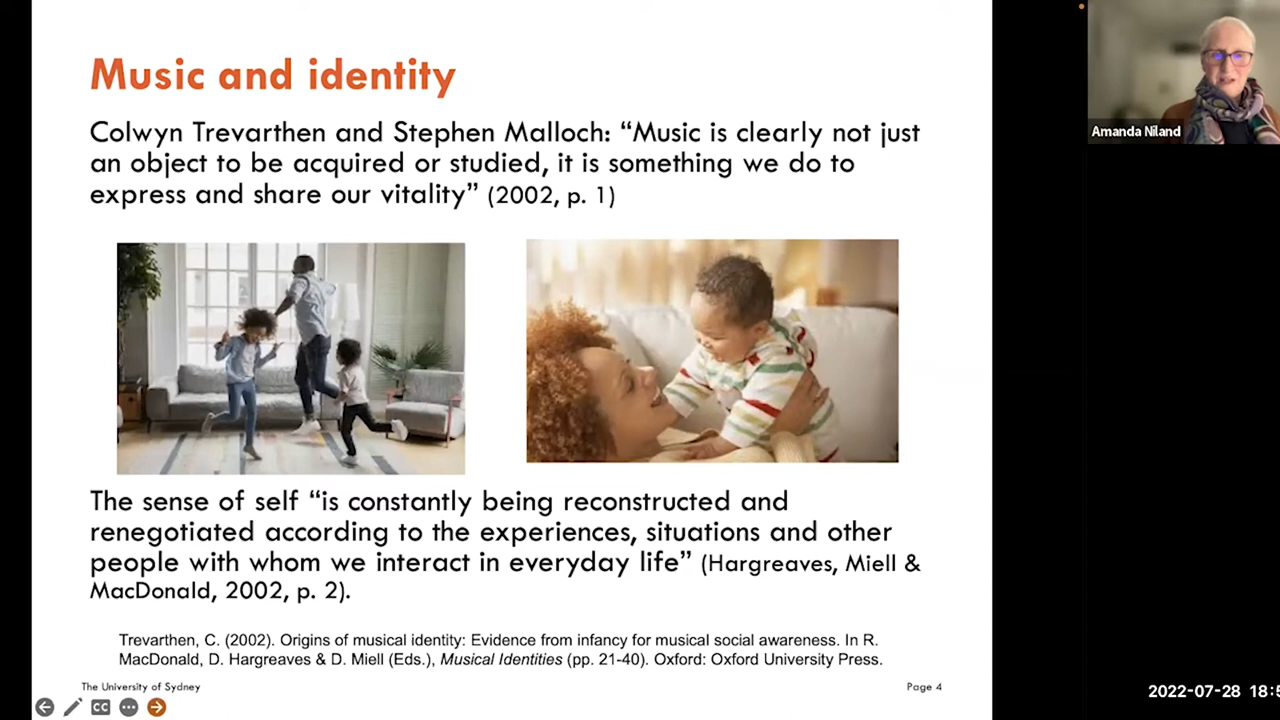 Music and identity
Colwyn Trevarthen and Stephen Malloch: “Music is clearly not just
an object to be acquired or studied, it is something we do to
express and share our vitality” (2002, p. 1)
The sense of self “is constantly being reconstructed and
renegotiated according to the experiences, situations and other
people with whom we interact in everyday life” (Hargreaves, Miell &
MacDonald, 2002, p. 2).
Trevarthen, C. (2002). Origins of musical identity: Evidence from infancy for musical social awareness. In R.
MacDonald, D. Hargreaves & D. Miell (Eds.), Musical Identities (pp. 21-40). Oxford: Oxford University Press.
The University of Sydney
Page 4
CC
Amanda Niland
2022-07-28 18:5